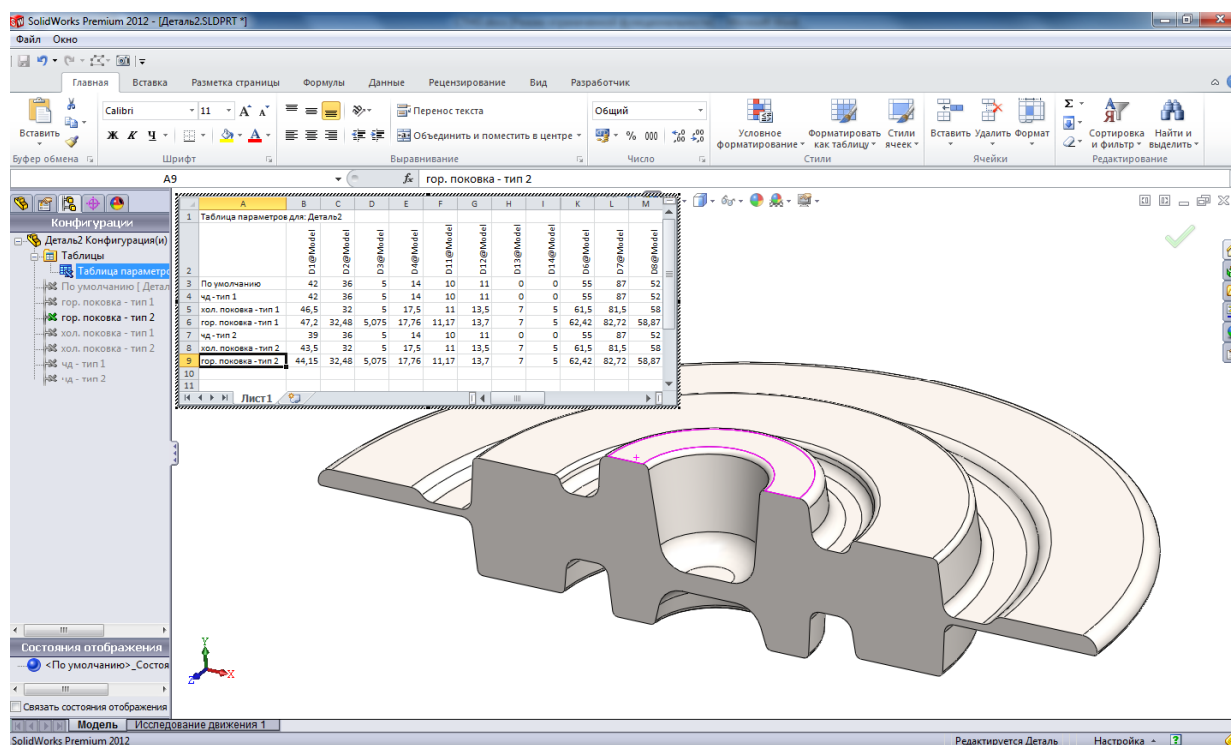 SolidWorks Premium 2012 - [Деталь2.SLDPRT *]
Файл Окно
Главная Вставка Разметка страницы Формулы Данные Рецензирование Вид Разработчик
Calibri 11 Перенос текста Общий
Вставить Ж К Ч Объединить и поместить в центре % 000 Условное форматирование Форматировать как таблицу Стили ячеек Вставить Удалить Формат Сортировка и фильтр Найти и выделить
Буфер обмена Шрифт Выравнивание Число Стили Ячейки Редактирование
A9 fx гор. поковка - тип 2
Конфигурации
Деталь2 Конфигурация(и)
Таблицы
Таблица параметро
По умолчанию [ Детал
гор. поковка - тип 1
гор. поковка - тип 2
хол. поковка - тип 1
хол. поковка - тип 2
чд - тип 1
чд - тип 2
A B C D E F G H I K L M
1 Таблица параметров для: Деталь2
2 D1@Model D2@Model D3@Model D4@Model D11@Model D12@Model D13@Model D14@Model D6@Model D7@Model D8@Model
3 По умолчанию 42 36 5 14 10 11 0 0 55 87 52
4 чд - тип 1 42 36 5 14 10 11 0 0 55 87 52
5 хол. поковка - тип 1 46,5 32 5 17,5 11 13,5 7 5 61,5 81,5 58
6 гор. поковка - тип 1 47,2 32,48 5,075 17,76 11,17 13,7 7 5 62,42 82,72 58,87
7 чд - тип 2 39 36 5 14 10 11 0 0 55 87 52
8 хол. поковка - тип 2 43,5 32 5 17,5 11 13,5 7 5 61,5 81,5 58
9 гор. поковка - тип 2 44,15 32,48 5,075 17,76 11,17 13,7 7 5 62,42 82,72 58,87
10
11
Лист1
Y
X
Z
Состояния отображения
<По умолчанию>_Состоя
Связать состояния отображения
Модель Исследование движения 1
SolidWorks Premium 2012 Редактируется Деталь Настройка